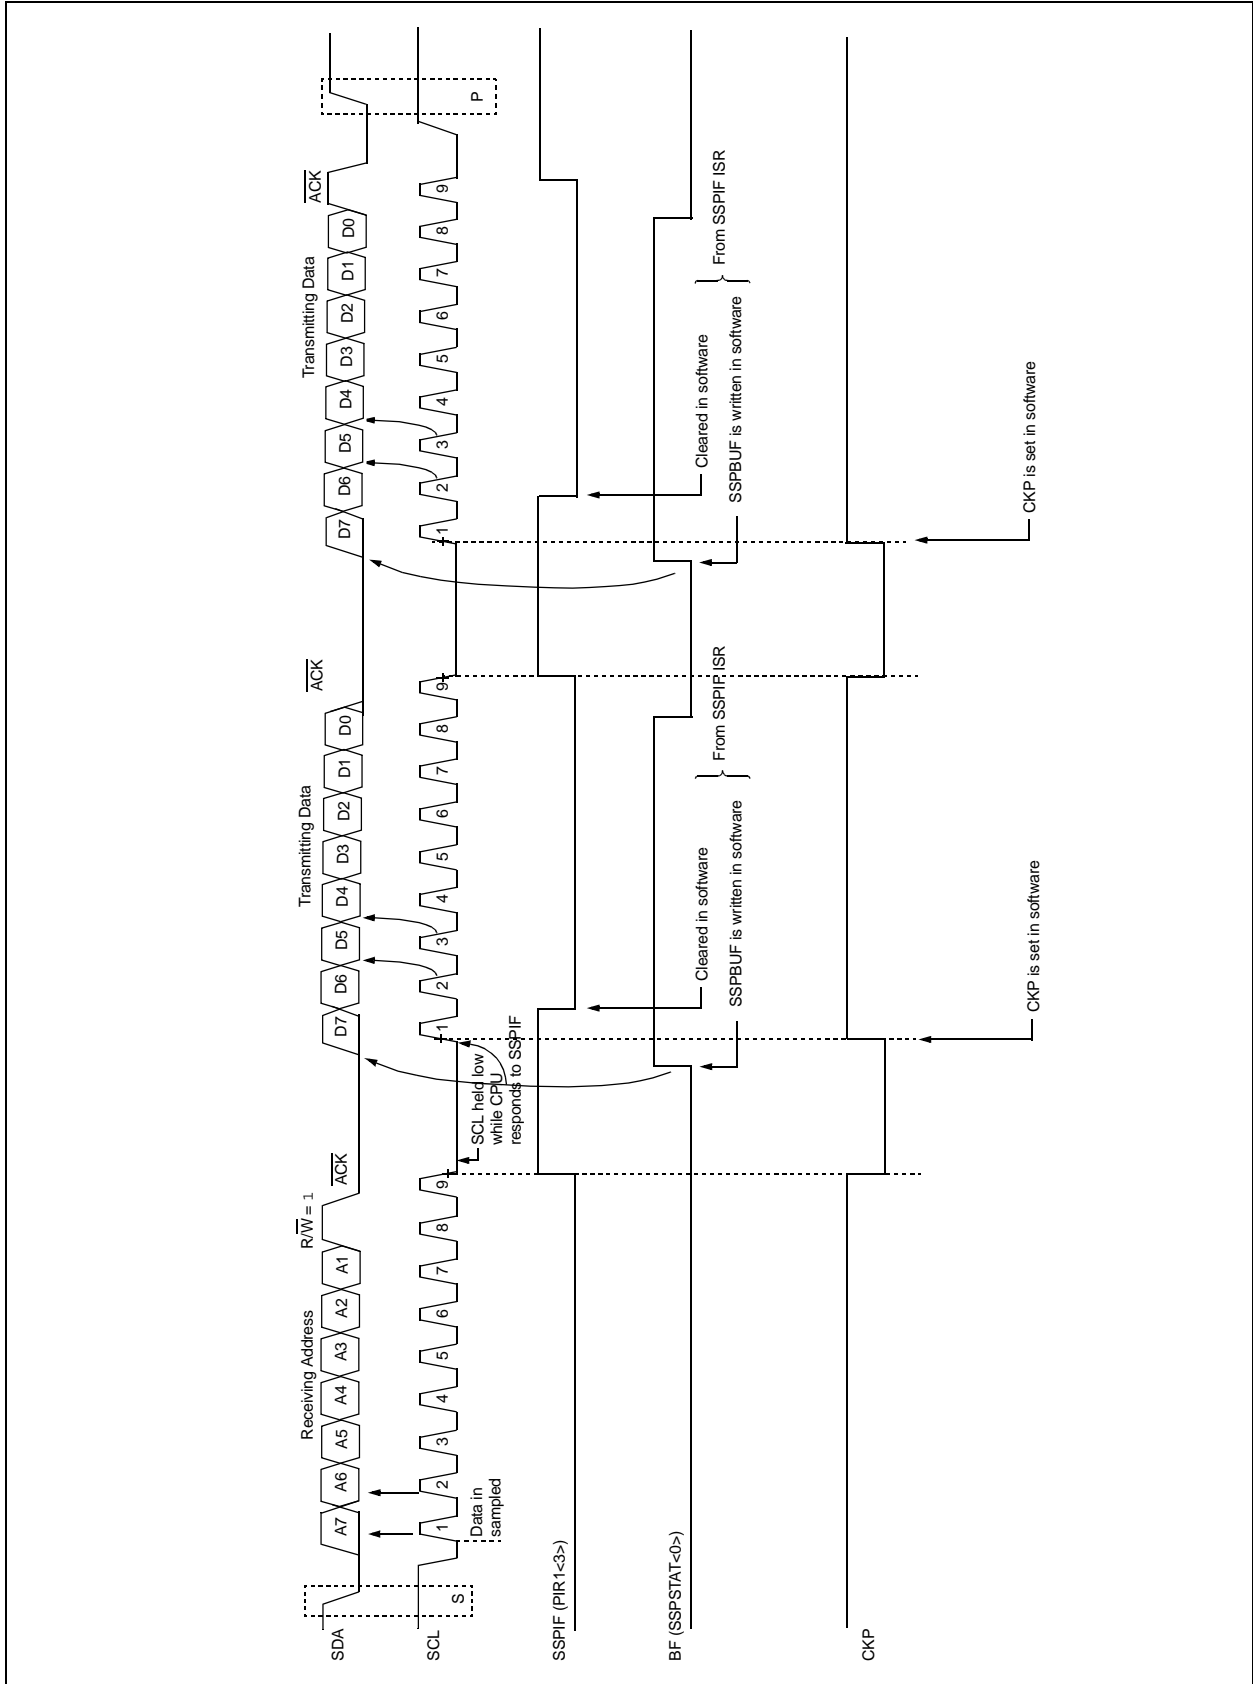 Receiving Address
R/W = 1
ACK
Transmitting Data
ACK
Transmitting Data
ACK
SDA
A7 A6 A5 A4 A3 A2 A1
D7 D6 D5 D4 D3 D2 D1 D0
D7 D6 D5 D4 D3 D2 D1 D0
SCL
1 2 3 4 5 6 7 8 9
1 2 3 4 5 6 7 8 9
1 2 3 4 5 6 7 8 9
S
P
Data in
sampled
SCL held low
while CPU
responds to SSPIF
SSPIF (PIR1<3>)
BF (SSPSTAT<0>)
Cleared in software
SSPBUF is written in software
From SSPIF ISR
Cleared in software
SSPBUF is written in software
From SSPIF ISR
CKP
CKP is set in software
CKP is set in software